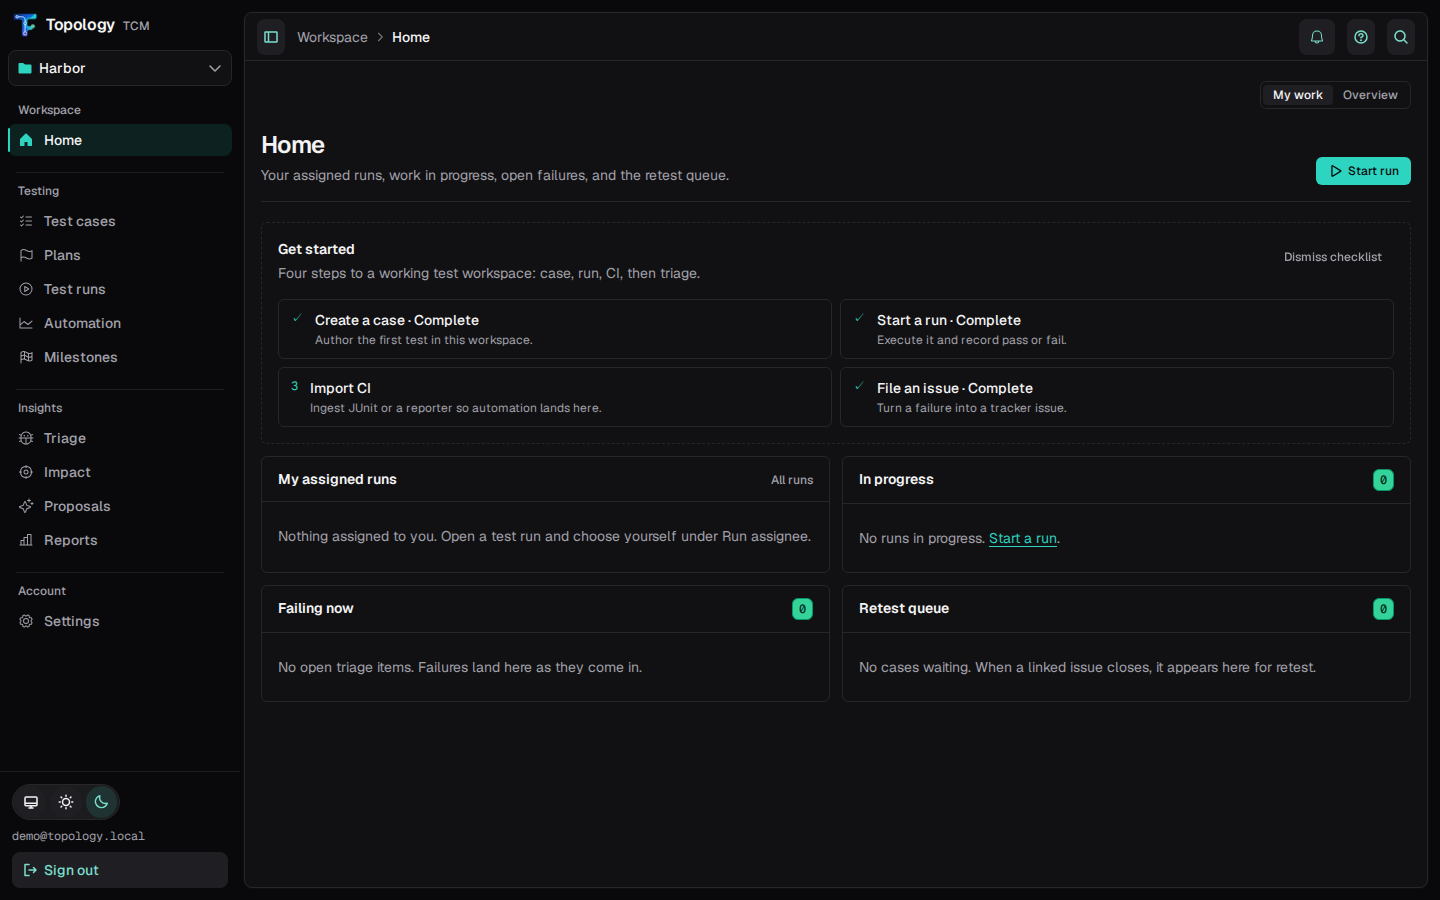 Topology TCM
Harbor
Workspace
Home
Testing
Test cases
Plans
Test runs
Automation
Milestones
Insights
Triage
Impact
Proposals
Reports
Account
Settings
demo@topology.local
Sign out
Workspace > Home
My work Overview
Home
Your assigned runs, work in progress, open failures, and the retest queue.
Start run
Get started
Four steps to a working test workspace: case, run, CI, then triage.
Dismiss checklist
✓ Create a case · Complete
Author the first test in this workspace.
✓ Start a run · Complete
Execute it and record pass or fail.
3 Import CI
Ingest JUnit or a reporter so automation lands here.
✓ File an issue · Complete
Turn a failure into a tracker issue.
My assigned runs All runs
Nothing assigned to you. Open a test run and choose yourself under Run assignee.
In progress 0
No runs in progress. Start a run.
Failing now 0
No open triage items. Failures land here as they come in.
Retest queue 0
No cases waiting. When a linked issue closes, it appears here for retest.